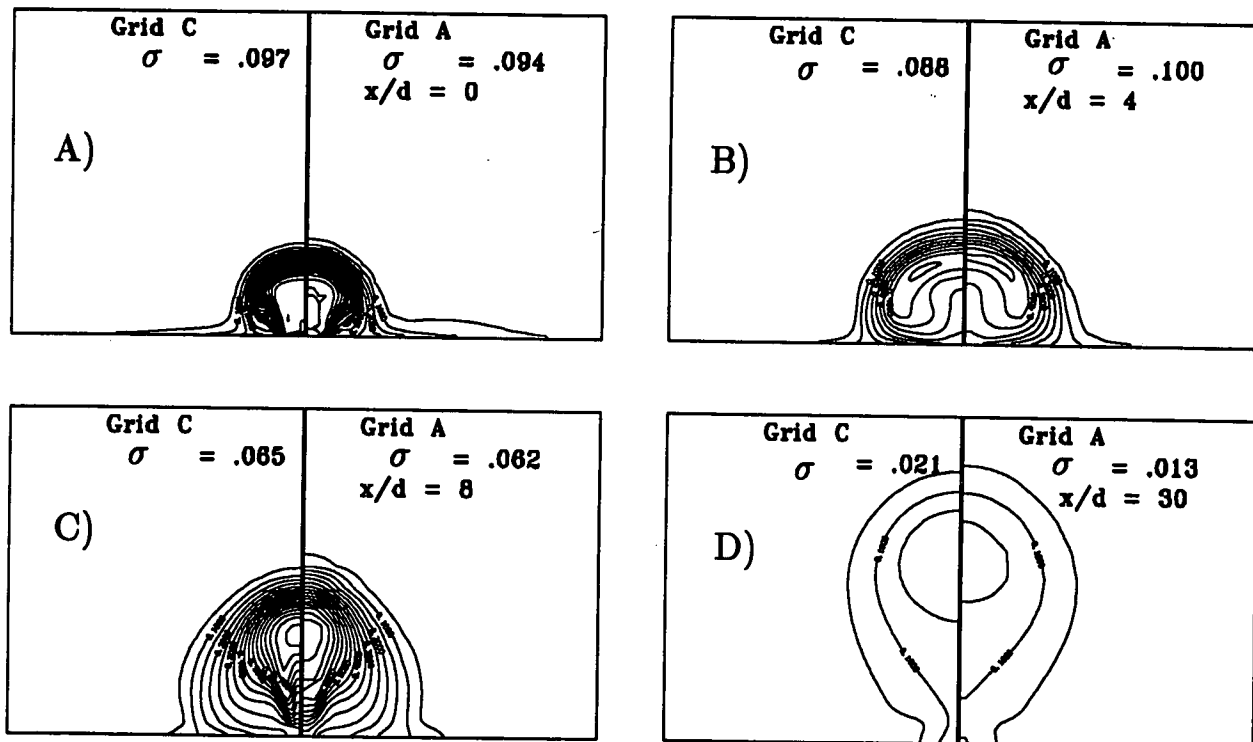 Grid C
σ = .097
Grid A
σ = .094
x/d = 0
A)
Grid C
σ = .088
Grid A
σ = .100
x/d = 4
B)
Grid C
σ = .065
Grid A
σ = .062
x/d = 8
C)
Grid C
σ = .021
Grid A
σ = .013
x/d = 30
D)